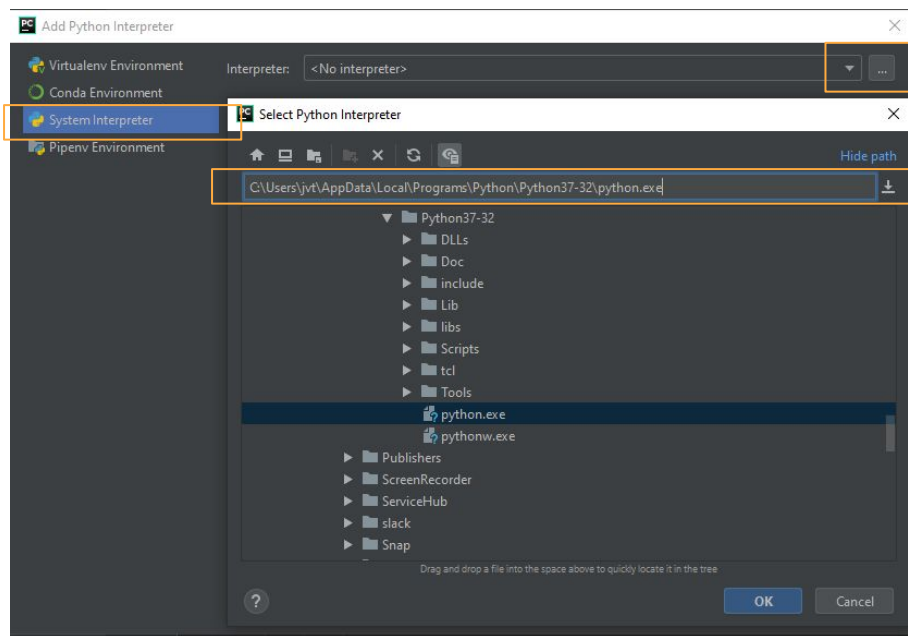 PC Add Python Interpreter
Virtualenv Environment
Conda Environment
System Interpreter
Pipenv Environment
Interpreter: <No interpreter> ...
PC Select Python Interpreter
Hide path
C:\Users\jvt\AppData\Local\Programs\Python\Python37-32\python.exe
Python37-32
DLLs
Doc
include
Lib
libs
Scripts
tcl
Tools
python.exe
pythonw.exe
Publishers
ScreenRecorder
ServiceHub
slack
Snap
Drag and drop a file into the space above to quickly locate it in the tree
? OK Cancel